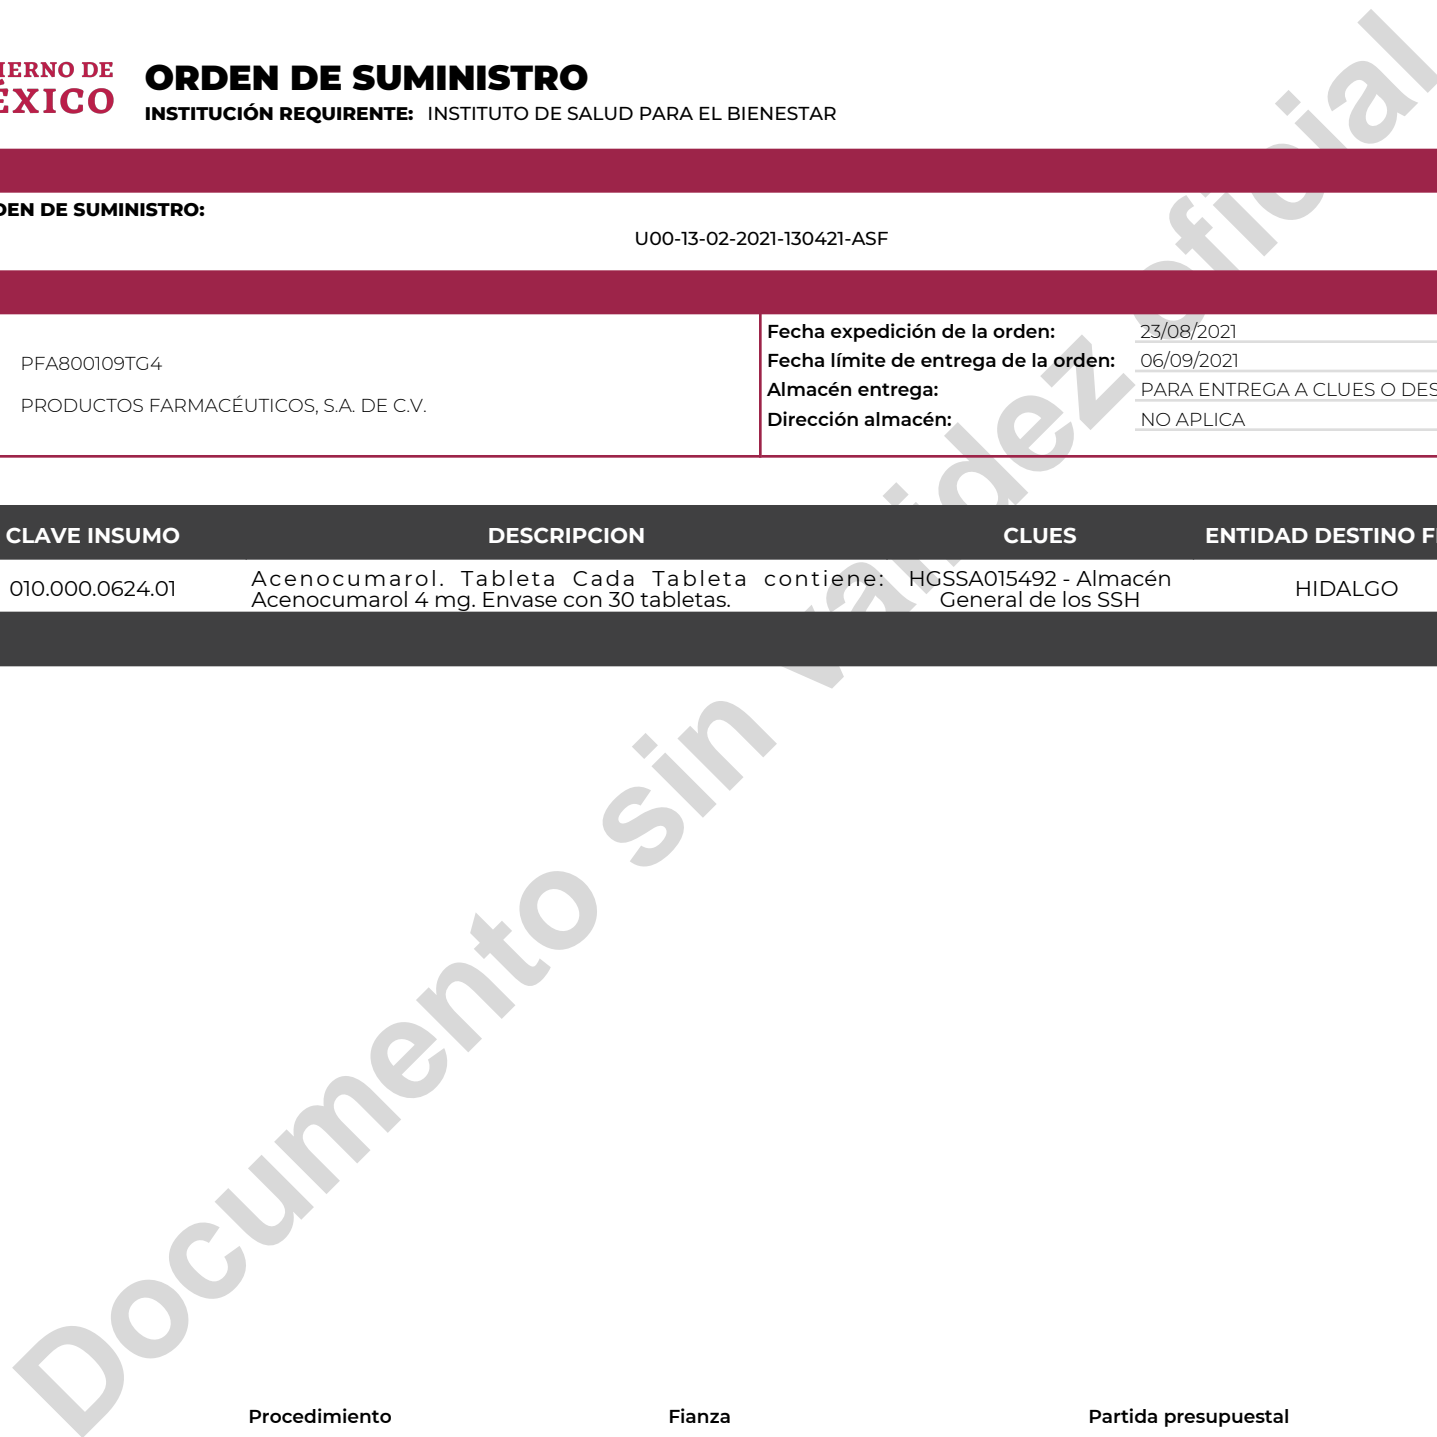 IERNO DE
ÉXICO
ORDEN DE SUMINISTRO
INSTITUCIÓN REQUIRENTE: INSTITUTO DE SALUD PARA EL BIENESTAR
DEN DE SUMINISTRO:
U00-13-02-2021-130421-ASF
PFA800109TG4
PRODUCTOS FARMACÉUTICOS, S.A. DE C.V.
Fecha expedición de la orden: 23/08/2021
Fecha límite de entrega de la orden: 06/09/2021
Almacén entrega: PARA ENTREGA A CLUES O DES
Dirección almacén: NO APLICA
CLAVE INSUMO DESCRIPCION CLUES ENTIDAD DESTINO F
010.000.0624.01 Acenocumarol. Tableta Cada Tableta contiene: HGSSA015492 - Almacén HIDALGO
Acenocumarol 4 mg. Envase con 30 tabletas. General de los SSH
Documento sin validez oficial
Procedimiento Fianza Partida presupuestal